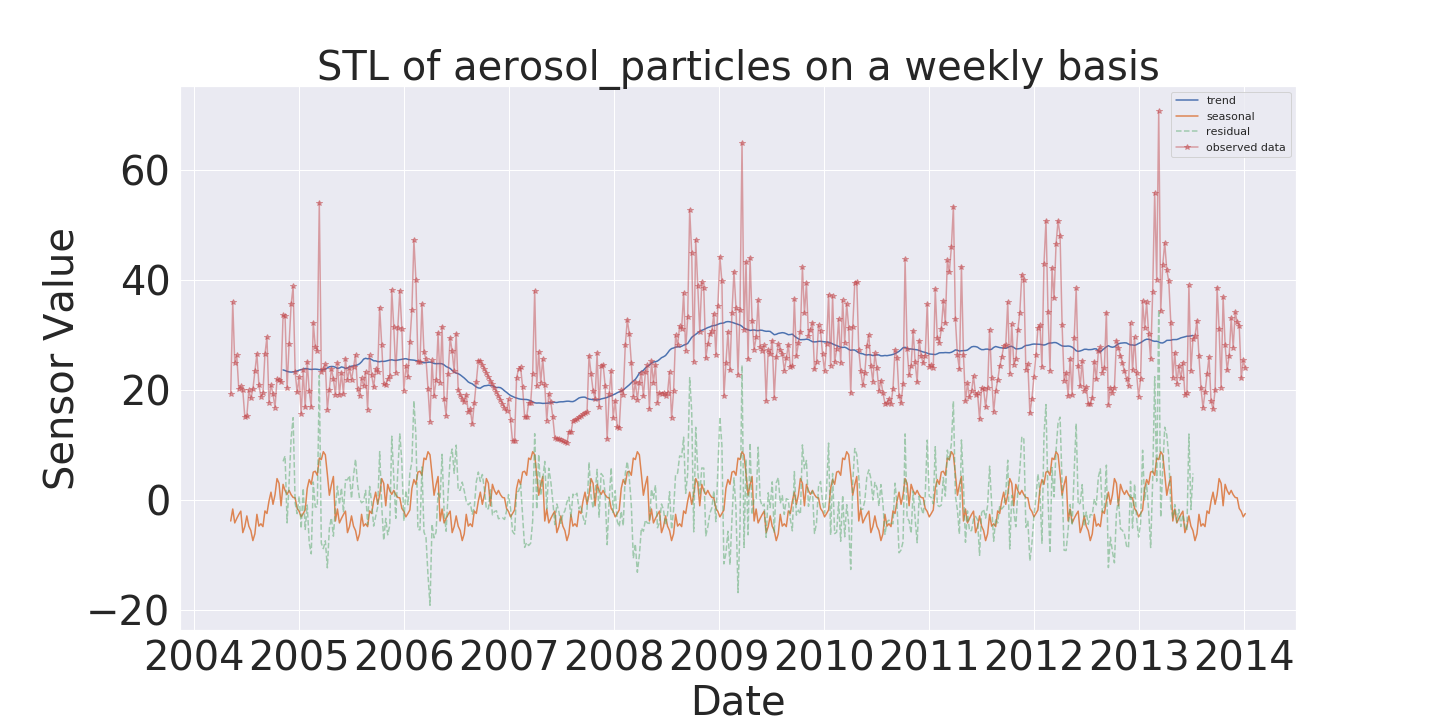 STL of aerosol_particles on a weekly basis
trend
seasonal
residual
observed data
60
40
20
0
−20
Sensor Value
2004 2005 2006 2007 2008 2009 2010 2011 2012 2013 2014
Date